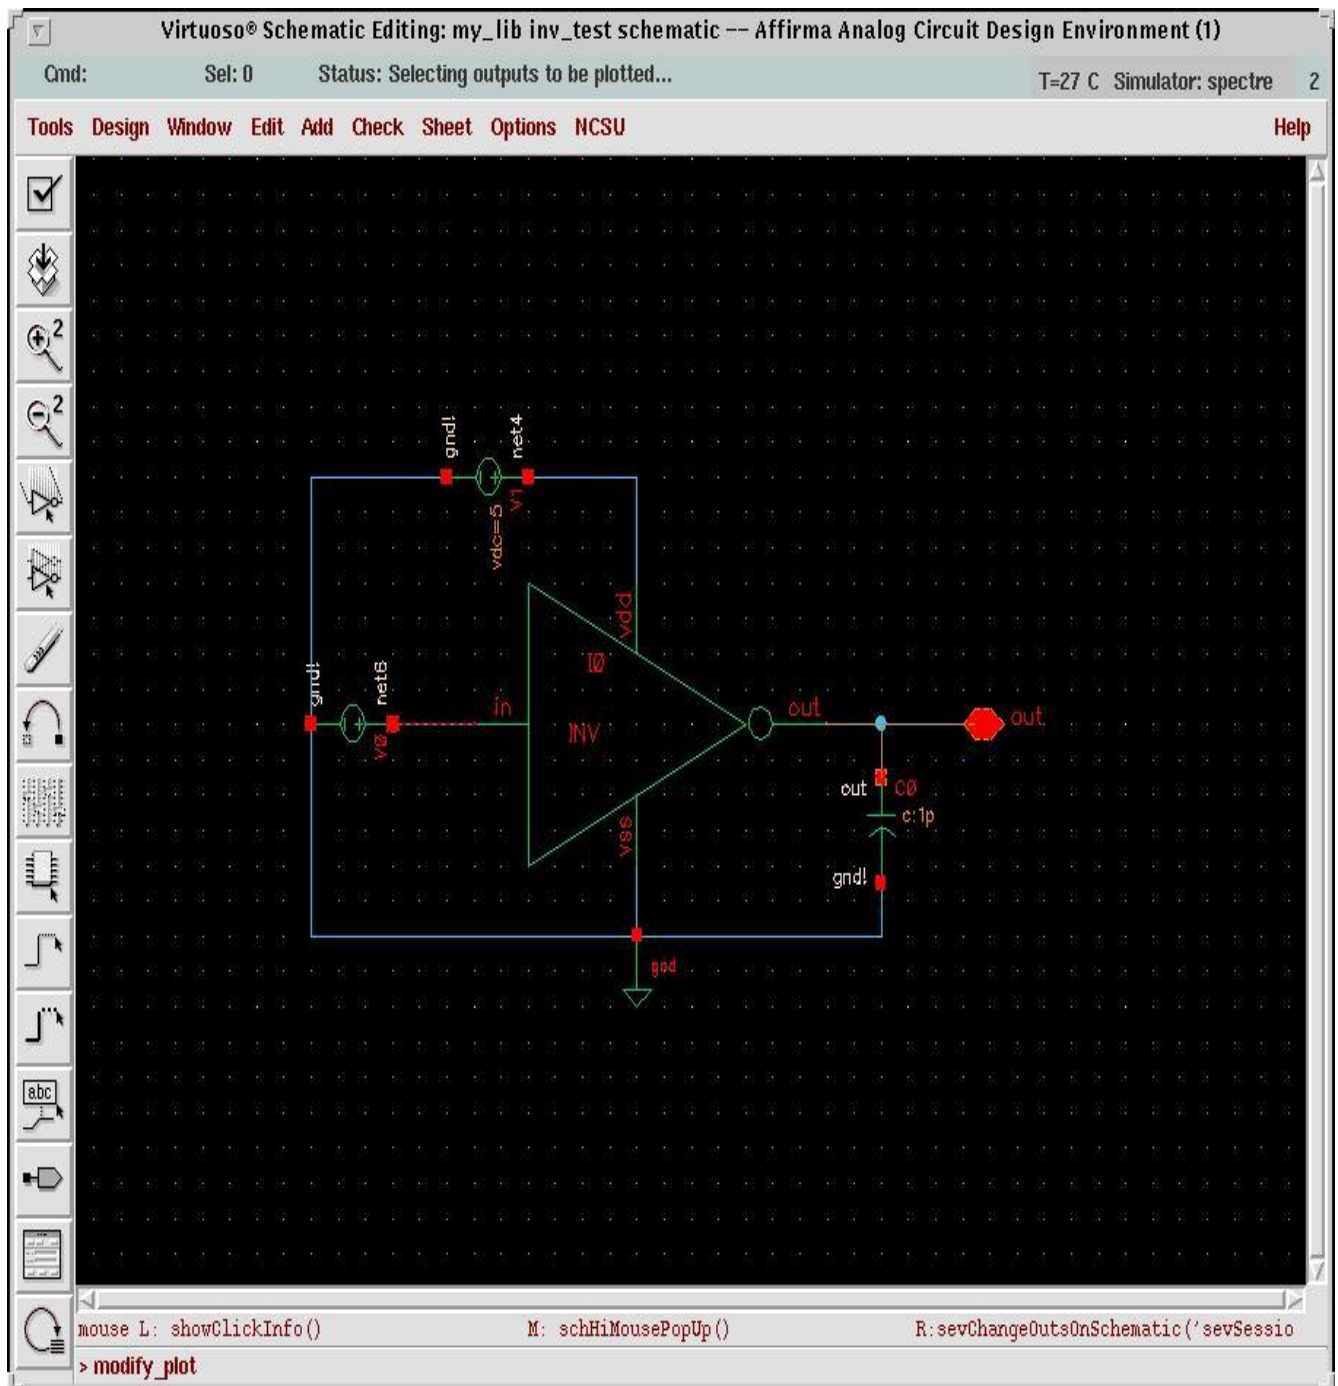 Virtuoso® Schematic Editing: my_lib inv_test schematic -- Affirma Analog Circuit Design Environment (1)
Cmd: Sel: 0 Status: Selecting outputs to be plotted... T=27 C Simulator: spectre 2
Tools Design Window Edit Add Check Sheet Options NCSU Help
2
2
gnd!
net4
V1
vdc=5
vdd
I0
gnd!
net6
V0
in
INV
out
out
vss
out
C0
c:1p
gnd!
gnd
abc
mouse L: showClickInfo() M: schHiMousePopUp() R:sevChangeOutsOnSchematic('sevSessio
> modify_plot